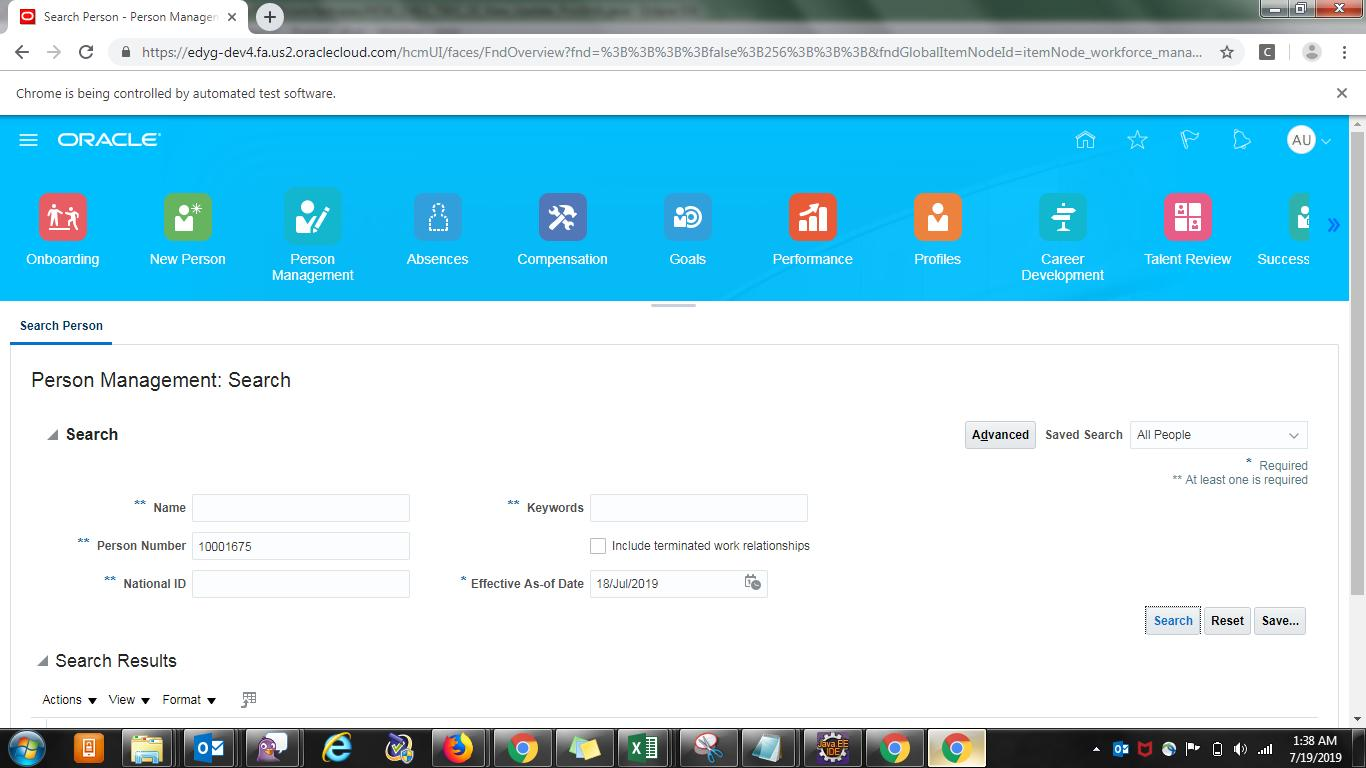 Search Person - Person Managen
https://edyg-dev4.fa.us2.oraclecloud.com/hcmUI/faces/FndOverview?fnd=%3B%3B%3B%3Bfalse%3B256%3B%3B%3B&fndGlobalItemNodeId=itemNode_workforce_mana...
C
Chrome is being controlled by automated test software.
ORACLE
AU
Onboarding
New Person
Person
Management
Absences
Compensation
Goals
Performance
Profiles
Career
Development
Talent Review
Success
Search Person
Person Management: Search
Search
Advanced Saved Search All People
* Required
** At least one is required
** Name
** Keywords
** Person Number 10001675
Include terminated work relationships
** National ID
* Effective As-of Date 18/Jul/2019
Search Reset Save...
Search Results
Actions View Format
Java EE
IDE
1:38 AM
7/19/2019